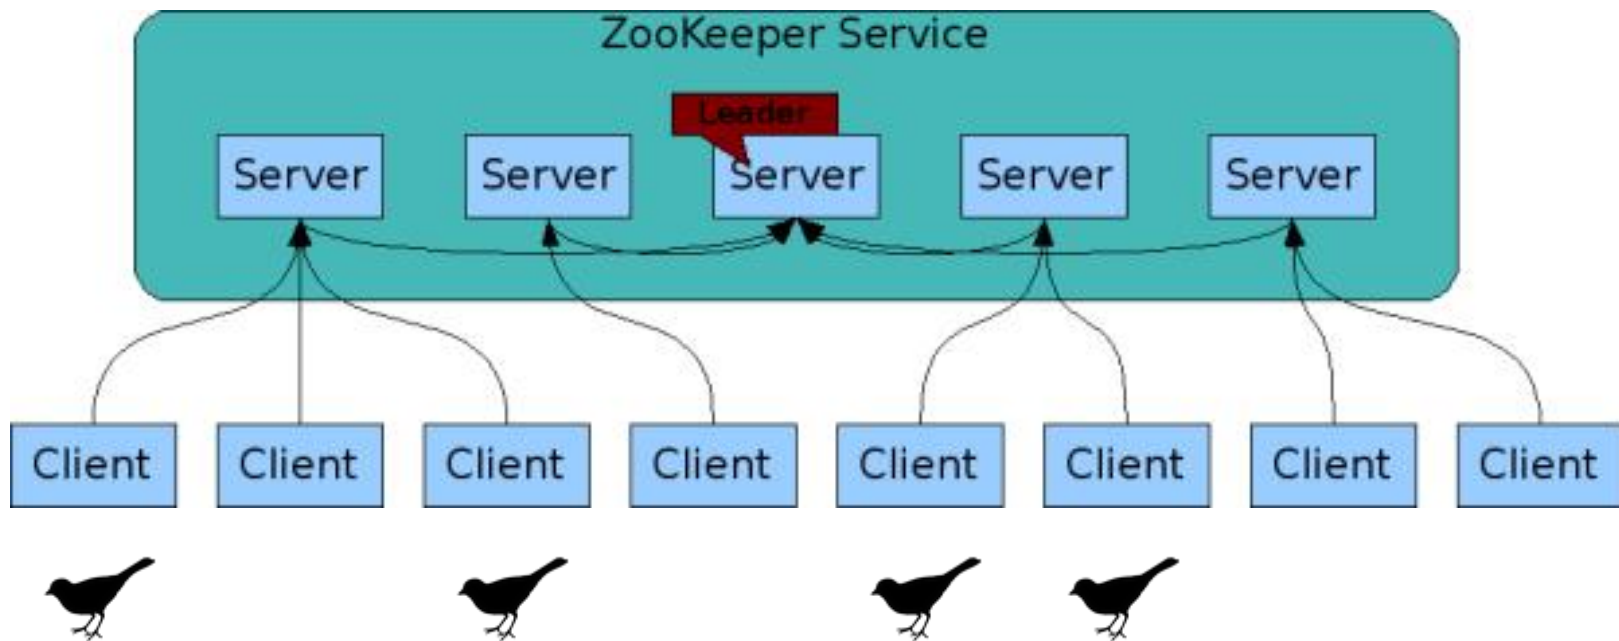 ZooKeeper Service
Leader
Server Server Server Server Server
Client Client Client Client Client Client Client Client